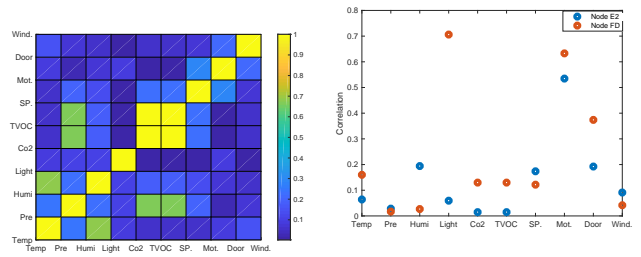 Wind.
Door
Mot.
SP.
TVOC
Co2
Light
Humi
Pre
Temp
Temp Pre Humi Light Co2 TVOC SP. Mot. Door Wind.
1
0.9
0.8
0.7
0.6
0.5
0.4
0.3
0.2
0.1
Correlation
0.8
0.7
0.6
0.5
0.4
0.3
0.2
0.1
0
Temp Pre Humi Light Co2 TVOC SP. Mot. Door Wind.
Node E2
Node FD